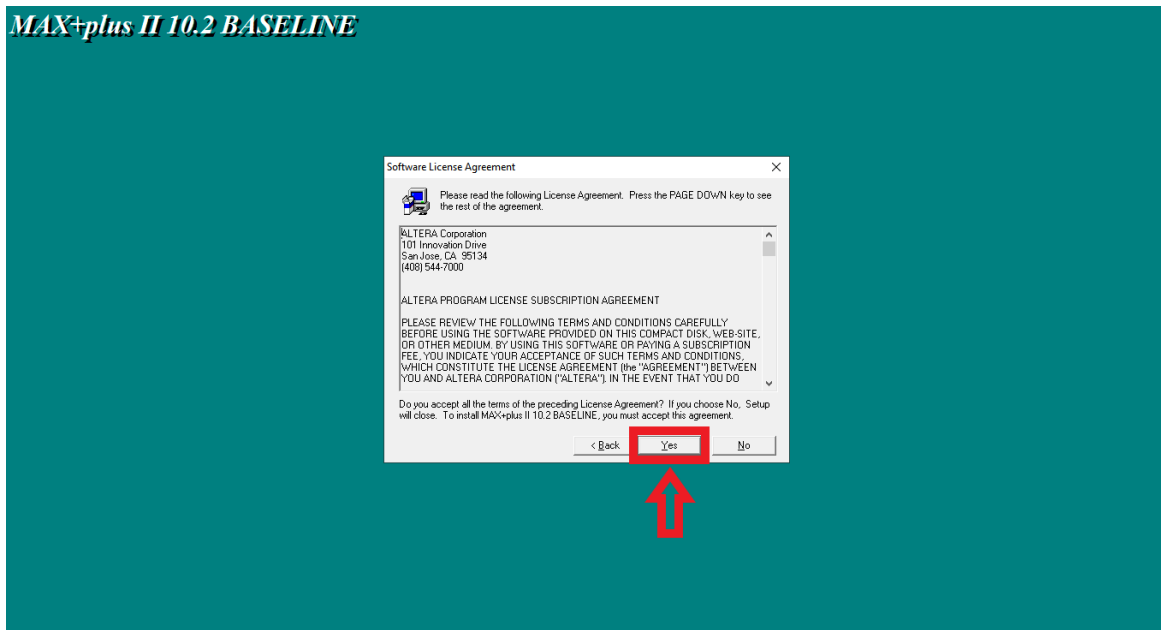 MAX+plus II 10.2 BASELINE
Software License Agreement
Please read the following License Agreement. Press the PAGE DOWN key to see
the rest of the agreement.
ALTERA Corporation
101 Innovation Drive
San Jose, CA 95134
(408) 544-7000
ALTERA PROGRAM LICENSE SUBSCRIPTION AGREEMENT
PLEASE REVIEW THE FOLLOWING TERMS AND CONDITIONS CAREFULLY
BEFORE USING THE SOFTWARE PROVIDED ON THIS COMPACT DISK, WEB-SITE,
OR OTHER MEDIUM. BY USING THIS SOFTWARE OR PAYING A SUBSCRIPTION
FEE, YOU INDICATE YOUR ACCEPTANCE OF SUCH TERMS AND CONDITIONS,
WHICH CONSTITUTE THE LICENSE AGREEMENT (the "AGREEMENT") BETWEEN
YOU AND ALTERA CORPORATION ("ALTERA"). IN THE EVENT THAT YOU DO
Do you accept all the terms of the preceding License Agreement? If you choose No, Setup
will close. To install MAX+plus II 10.2 BASELINE, you must accept this agreement.
< Back Yes No